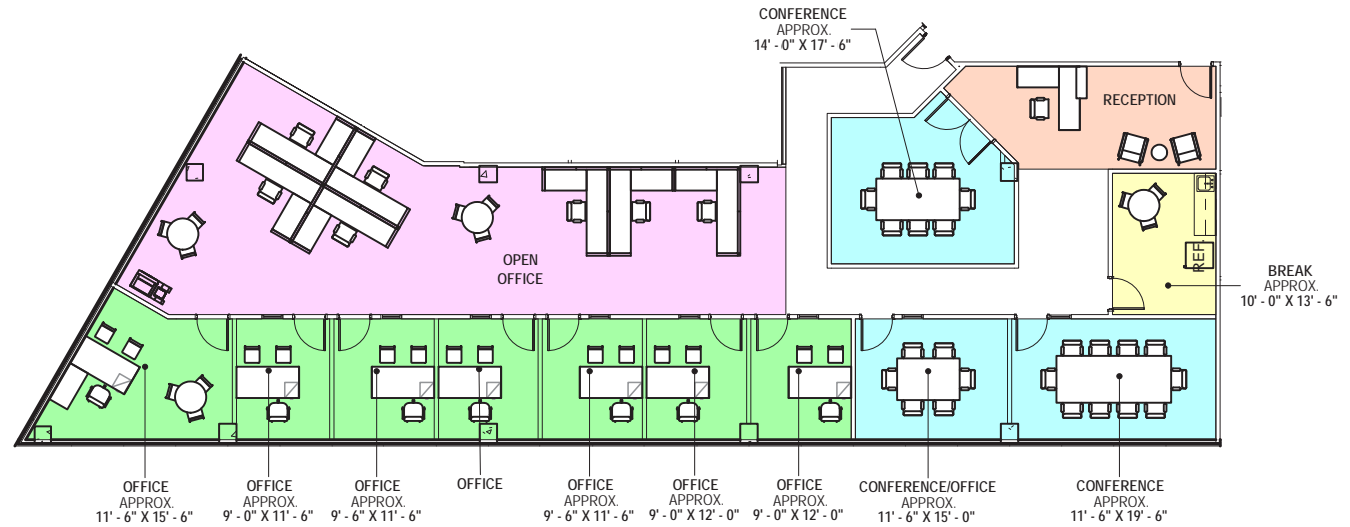 CONFERENCE
APPROX.
14' - 0" X 17' - 6"
RECEPTION
OPEN
OFFICE
REF.
BREAK
APPROX.
10' - 0" X 13' - 6"
OFFICE
APPROX.
11' - 6" X 15' - 6"
OFFICE
APPROX.
9' - 0" X 11' - 6"
OFFICE
APPROX.
9' - 6" X 11' - 6"
OFFICE
OFFICE
APPROX.
9' - 6" X 11' - 6"
OFFICE
APPROX.
9' - 0" X 12' - 0"
OFFICE
APPROX.
9' - 0" X 12' - 0"
CONFERENCE/OFFICE
APPROX.
11' - 6" X 15' - 0"
CONFERENCE
APPROX.
11' - 6" X 19' - 6"